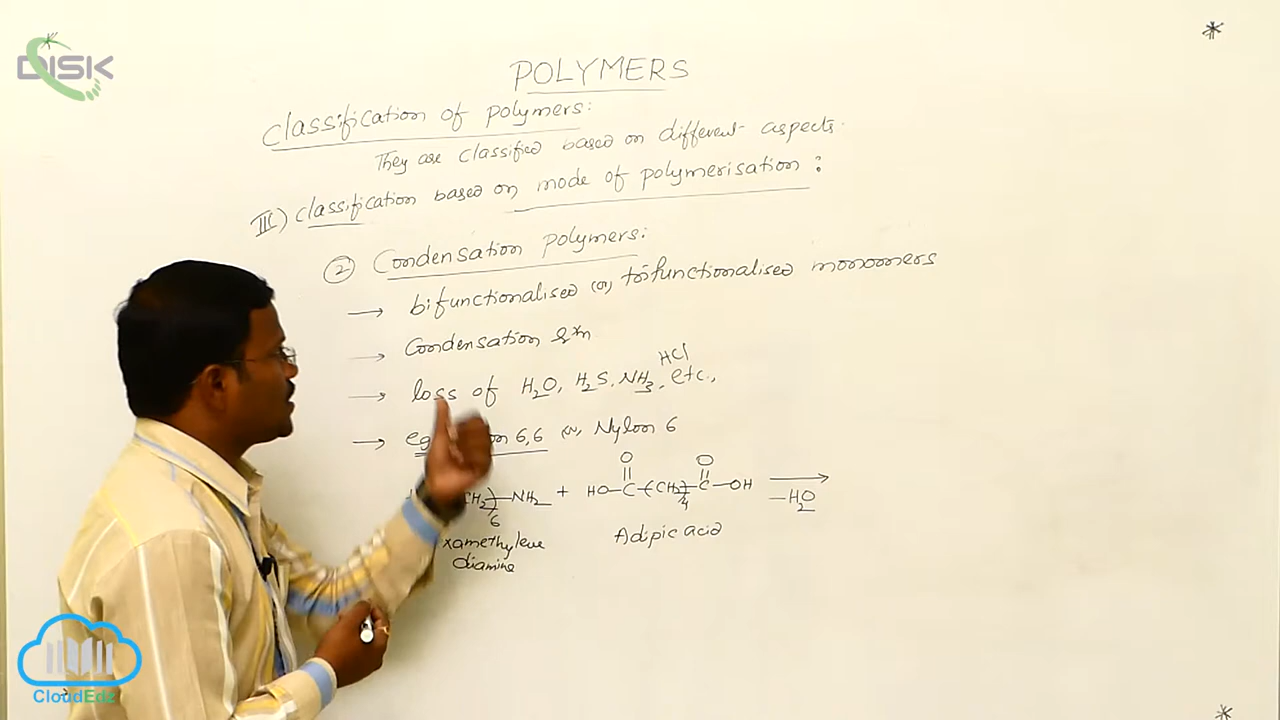 DISK
POLYMERS
Classification of polymers:
They are classified based on different aspects.
III) Classification based on mode of polymerisation:
② Condensation polymers:
→ bifunctionalised (or) trifunctionalised monomers
→ Condensation rxn
→ loss of H2O, H2S, NH3, HCl etc.,
→ eg 6,6 (or) Nylon 6
CH2)6-NH2 + HO-C(=O)-(CH2)4-C(=O)-OH → -H2O
xamethylene Adipic acid
diamine
CloudEdz